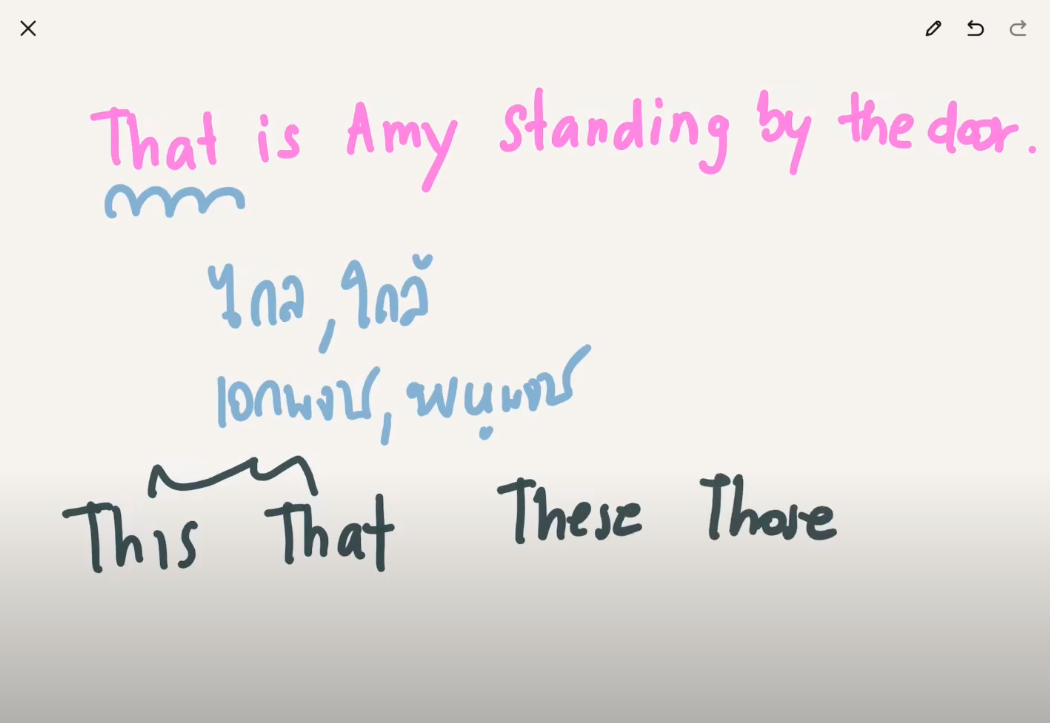 That is Amy standing by the door.
ไกล, ใกล้
เอกพจน์, พหูพจน์
This That These Those